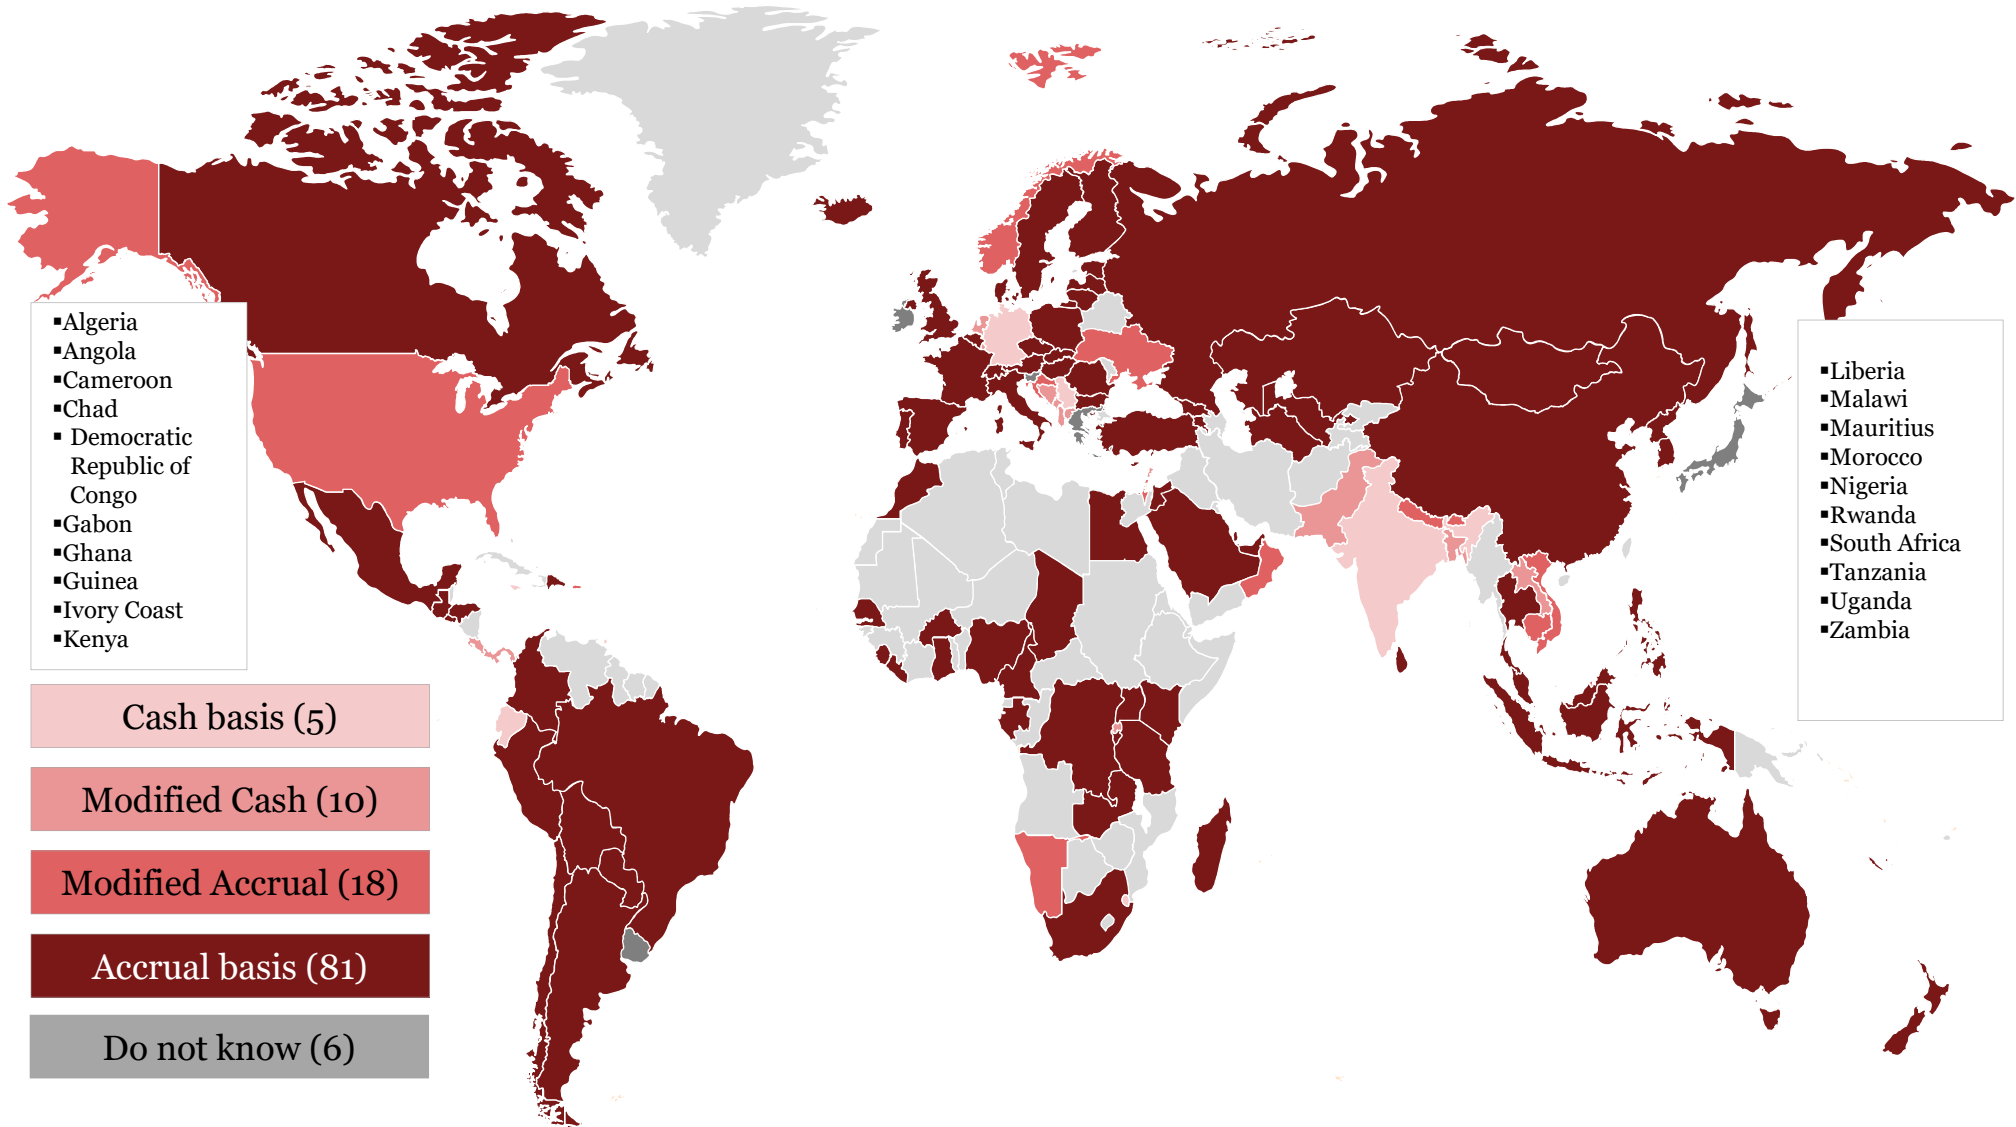 ▪Algeria
▪Angola
▪Cameroon
▪Chad
▪ Democratic
Republic of
Congo
▪Gabon
▪Ghana
▪Guinea
▪Ivory Coast
▪Kenya
Cash basis (5)
Modified Cash (10)
Modified Accrual (18)
Accrual basis (81)
Do not know (6)
▪Liberia
▪Malawi
▪Mauritius
▪Morocco
▪Nigeria
▪Rwanda
▪South Africa
▪Tanzania
▪Uganda
▪Zambia